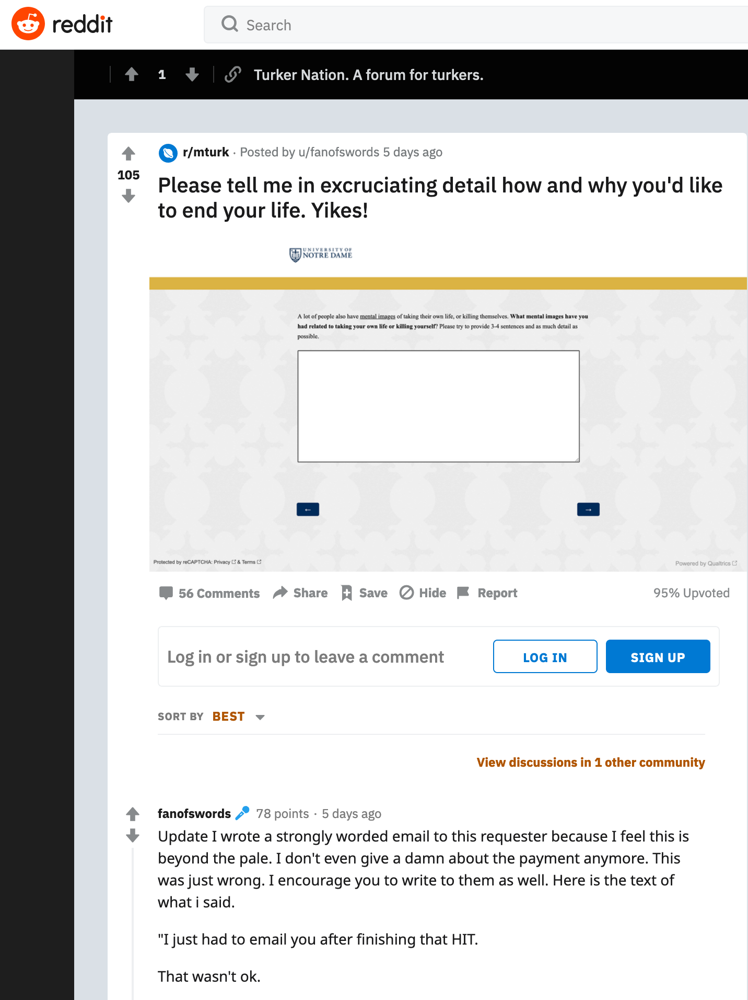 reddit
Search
1
Turker Nation. A forum for turkers.
r/mturk · Posted by u/fanofswords 5 days ago
105
Please tell me in excruciating detail how and why you'd like
to end your life. Yikes!
UNIVERSITY OF
NOTRE DAME
A lot of people also have mental images of taking their own life, or killing themselves. What mental images have you
had related to taking your own life or killing yourself? Please try to provide 3-4 sentences and as much detail as
possible.
←
→
Protected by reCAPTCHA: Privacy & Terms
Powered by Qualtrics
56 Comments Share Save Hide Report 95% Upvoted
Log in or sign up to leave a comment
LOG IN
SIGN UP
SORT BY BEST
View discussions in 1 other community
fanofswords 78 points · 5 days ago
Update I wrote a strongly worded email to this requester because I feel this is
beyond the pale. I don't even give a damn about the payment anymore. This
was just wrong. I encourage you to write to them as well. Here is the text of
what i said.
"I just had to email you after finishing that HIT.
That wasn't ok.